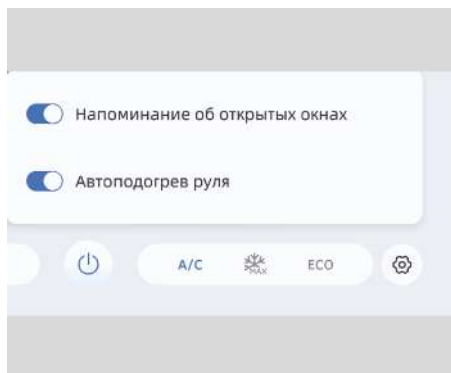 Напоминание об открытых окнах
Автоподогрев руля
A/C MAX ECO